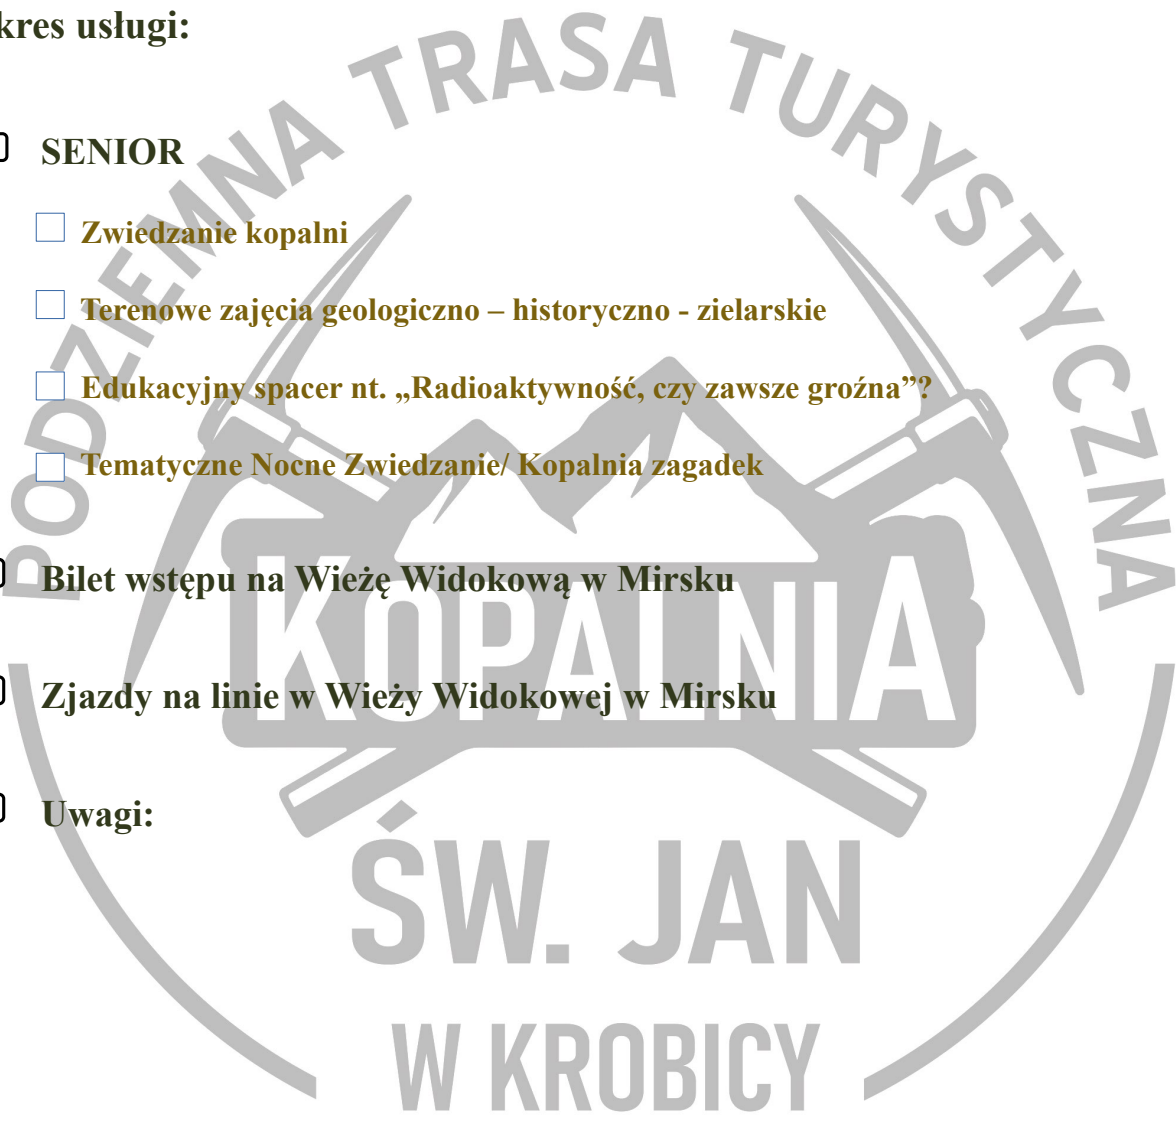 kres usługi:
SENIOR
Zwiedzanie kopalni
Terenowe zajęcia geologiczno – historyczno - zielarskie
Edukacyjny spacer nt. „Radioaktywność, czy zawsze groźna”?
Tematyczne Nocne Zwiedzanie/ Kopalnia zagadek
Bilet wstępu na Wieżę Widokową w Mirsku
Zjazdy na linie w Wieży Widokowej w Mirsku
Uwagi:
PODZIEMNA TRASA TURYSTYCZNA
KOPALNIA
ŚW. JAN
W KROBICY